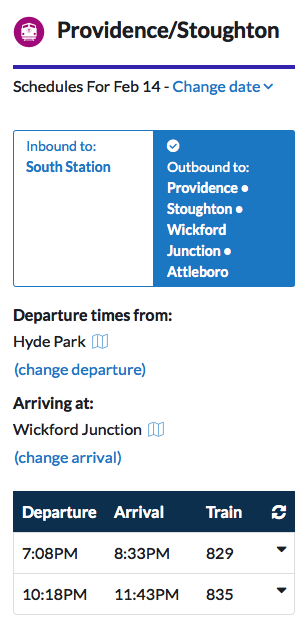 Providence/Stoughton
Schedules For Feb 14 - Change date
Inbound to:
South Station
Outbound to:
Providence •
Stoughton •
Wickford
Junction •
Attleboro
Departure times from:
Hyde Park
(change departure)
Arriving at:
Wickford Junction
(change arrival)
Departure Arrival Train
7:08PM 8:33PM 829
10:18PM 11:43PM 835